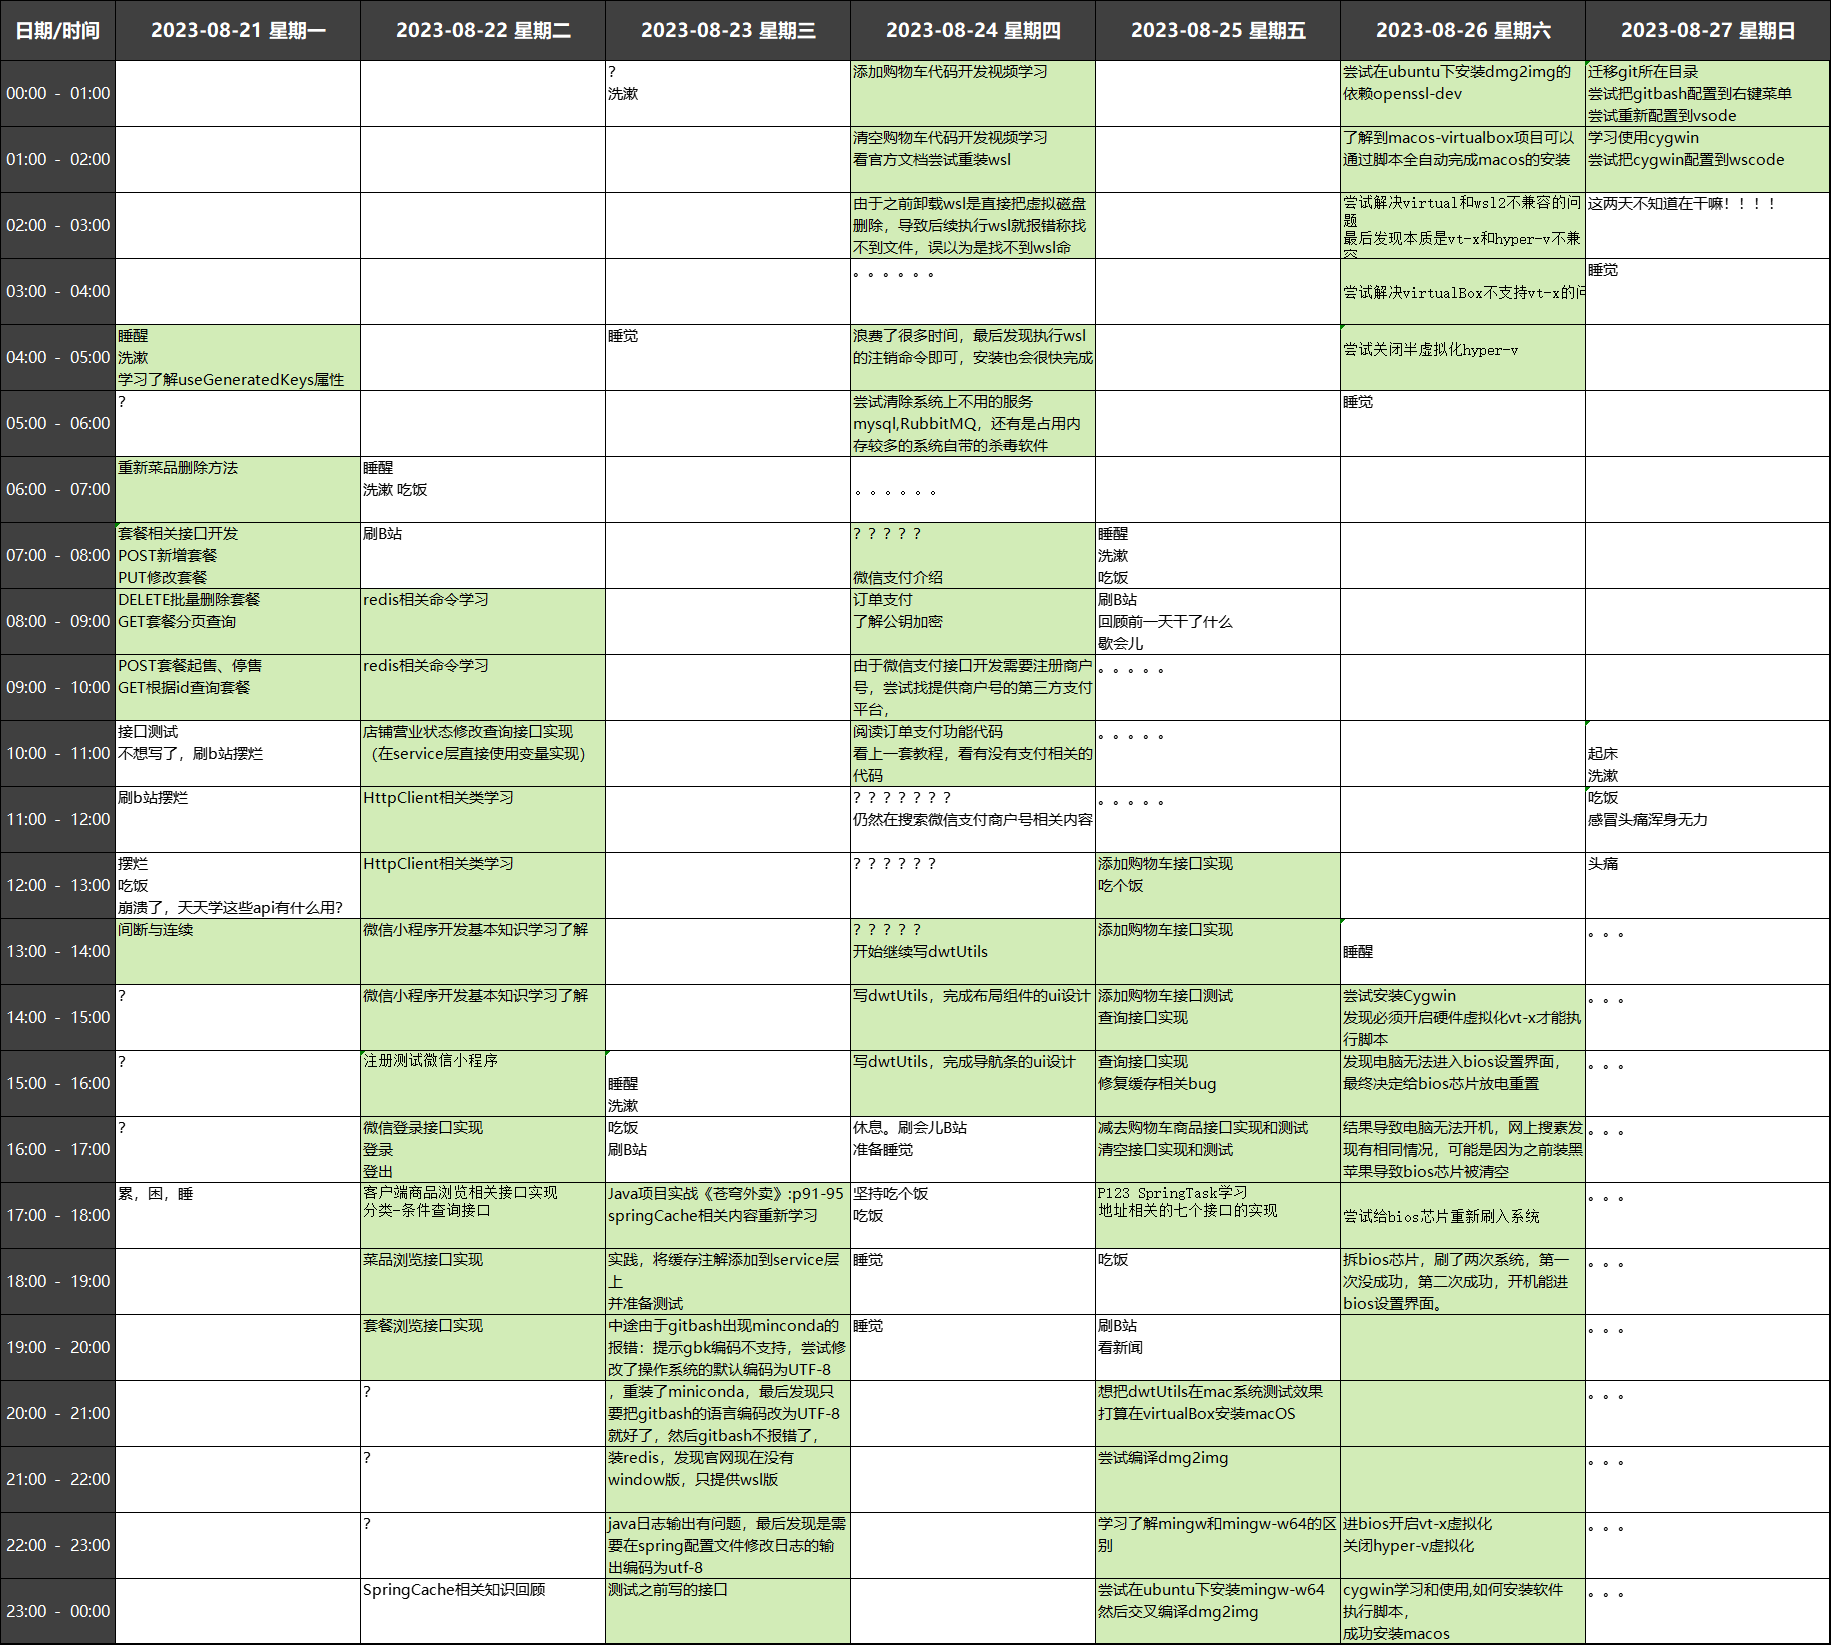 日期/时间 2023-08-21 星期一 2023-08-22 星期二 2023-08-23 星期三 2023-08-24 星期四 2023-08-25 星期五 2023-08-26 星期六 2023-08-27 星期日
00:00 - 01:00
?
洗漱
添加购物车代码开发视频学习
尝试在ubuntu下安装dmg2img的
依赖openssl-dev
迁移git所在目录
尝试把gitbash配置到右键菜单
尝试重新配置到vsode
01:00 - 02:00
清空购物车代码开发视频学习
看官方文档尝试重装wsl
了解到macos-virtualbox项目可以
通过脚本全自动完成macos的安装
学习使用cygwin
尝试把cygwin配置到wscode
02:00 - 03:00
由于之前卸载wsl是直接把虚拟磁盘
删除，导致后续执行wsl就报错称找
不到文件，误以为是找不到wsl命
尝试解决virtual和wsl2不兼容的问
题
最后发现本质是vt-x和hyper-v不兼
容
这两天不知道在干嘛！！！！
03:00 - 04:00
。。。。。。
尝试解决virtualBox不支持vt-x的问
睡觉
04:00 - 05:00
睡醒
洗漱
学习了解useGeneratedKeys属性
睡觉
浪费了很多时间，最后发现执行wsl
的注销命令即可，安装也会很快完成
尝试关闭半虚拟化hyper-v
05:00 - 06:00
?
尝试清除系统上不用的服务
mysql,RubbitMQ，还有是占用内
存较多的系统自带的杀毒软件
睡觉
06:00 - 07:00
重新菜品删除方法
睡醒
洗漱 吃饭
。。。。。。
07:00 - 08:00
套餐相关接口开发
POST新增套餐
PUT修改套餐
刷B站
？？？？？
微信支付介绍
睡醒
洗漱
吃饭
08:00 - 09:00
DELETE批量删除套餐
GET套餐分页查询
redis相关命令学习
订单支付
了解公钥加密
刷B站
回顾前一天干了什么
歇会儿
09:00 - 10:00
POST套餐起售、停售
GET根据id查询套餐
redis相关命令学习
由于微信支付接口开发需要注册商户
号，尝试找提供商户号的第三方支付
平台，
。。。。。
10:00 - 11:00
接口测试
不想写了，刷b站摆烂
店铺营业状态修改查询接口实现
（在service层直接使用变量实现）
阅读订单支付功能代码
看上一套教程，看有没有支付相关的
代码
。。。。。
起床
洗漱
11:00 - 12:00
刷b站摆烂
HttpClient相关类学习
？？？？？？？
仍然在搜索微信支付商户号相关内容
。。。。。
吃饭
感冒头痛浑身无力
12:00 - 13:00
摆烂
吃饭
崩溃了，天天学这些api有什么用？
HttpClient相关类学习
？？？？？？
添加购物车接口实现
吃个饭
头痛
13:00 - 14:00
间断与连续
微信小程序开发基本知识学习了解
？？？？？
开始继续写dwtUtils
添加购物车接口实现
睡醒
。。。
14:00 - 15:00
?
微信小程序开发基本知识学习了解
写dwtUtils，完成布局组件的ui设计
添加购物车接口测试
查询接口实现
尝试安装Cygwin
发现必须开启硬件虚拟化vt-x才能执
行脚本
。。。
15:00 - 16:00
?
注册测试微信小程序
睡醒
洗漱
写dwtUtils，完成导航条的ui设计
查询接口实现
修复缓存相关bug
发现电脑无法进入bios设置界面，
最终决定给bios芯片放电重置
。。。
16:00 - 17:00
?
微信登录接口实现
登录
登出
吃饭
刷B站
休息。刷会儿B站
准备睡觉
减去购物车商品接口实现和测试
清空接口实现和测试
结果导致电脑无法开机，网上搜素发
现有相同情况，可能是因为之前装黑
苹果导致bios芯片被清空
。。。
17:00 - 18:00
累，困，睡
客户端商品浏览相关接口实现
分类-条件查询接口
Java项目实战《苍穹外卖》:p91-95
springCache相关内容重新学习
坚持吃个饭
吃饭
P123 SpringTask学习
地址相关的七个接口的实现
尝试给bios芯片重新刷入系统
。。。
18:00 - 19:00
菜品浏览接口实现
实践，将缓存注解添加到service层
上
并准备测试
睡觉
吃饭
拆bios芯片，刷了两次系统，第一
次没成功，第二次成功，开机能进
bios设置界面。
。。。
19:00 - 20:00
套餐浏览接口实现
中途由于gitbash出现minconda的
报错：提示gbk编码不支持，尝试修
改了操作系统的默认编码为UTF-8
睡觉
刷B站
看新闻
。。。
20:00 - 21:00
?
，重装了miniconda，最后发现只
要把gitbash的语言编码改为UTF-8
就好了，然后gitbash不报错了，
想把dwtUtils在mac系统测试效果
打算在virtualBox安装macOS
。。。
21:00 - 22:00
?
装redis，发现官网现在没有
window版，只提供wsl版
尝试编译dmg2img
。。。
22:00 - 23:00
?
java日志输出有问题，最后发现是需
要在spring配置文件修改日志的输
出编码为utf-8
学习了解mingw和mingw-w64的区
别
进bios开启vt-x虚拟化
关闭hyper-v虚拟化
。。。
23:00 - 00:00
SpringCache相关知识回顾
测试之前写的接口
尝试在ubuntu下安装mingw-w64
然后交叉编译dmg2img
cygwin学习和使用,如何安装软件
执行脚本，
成功安装macos
。。。